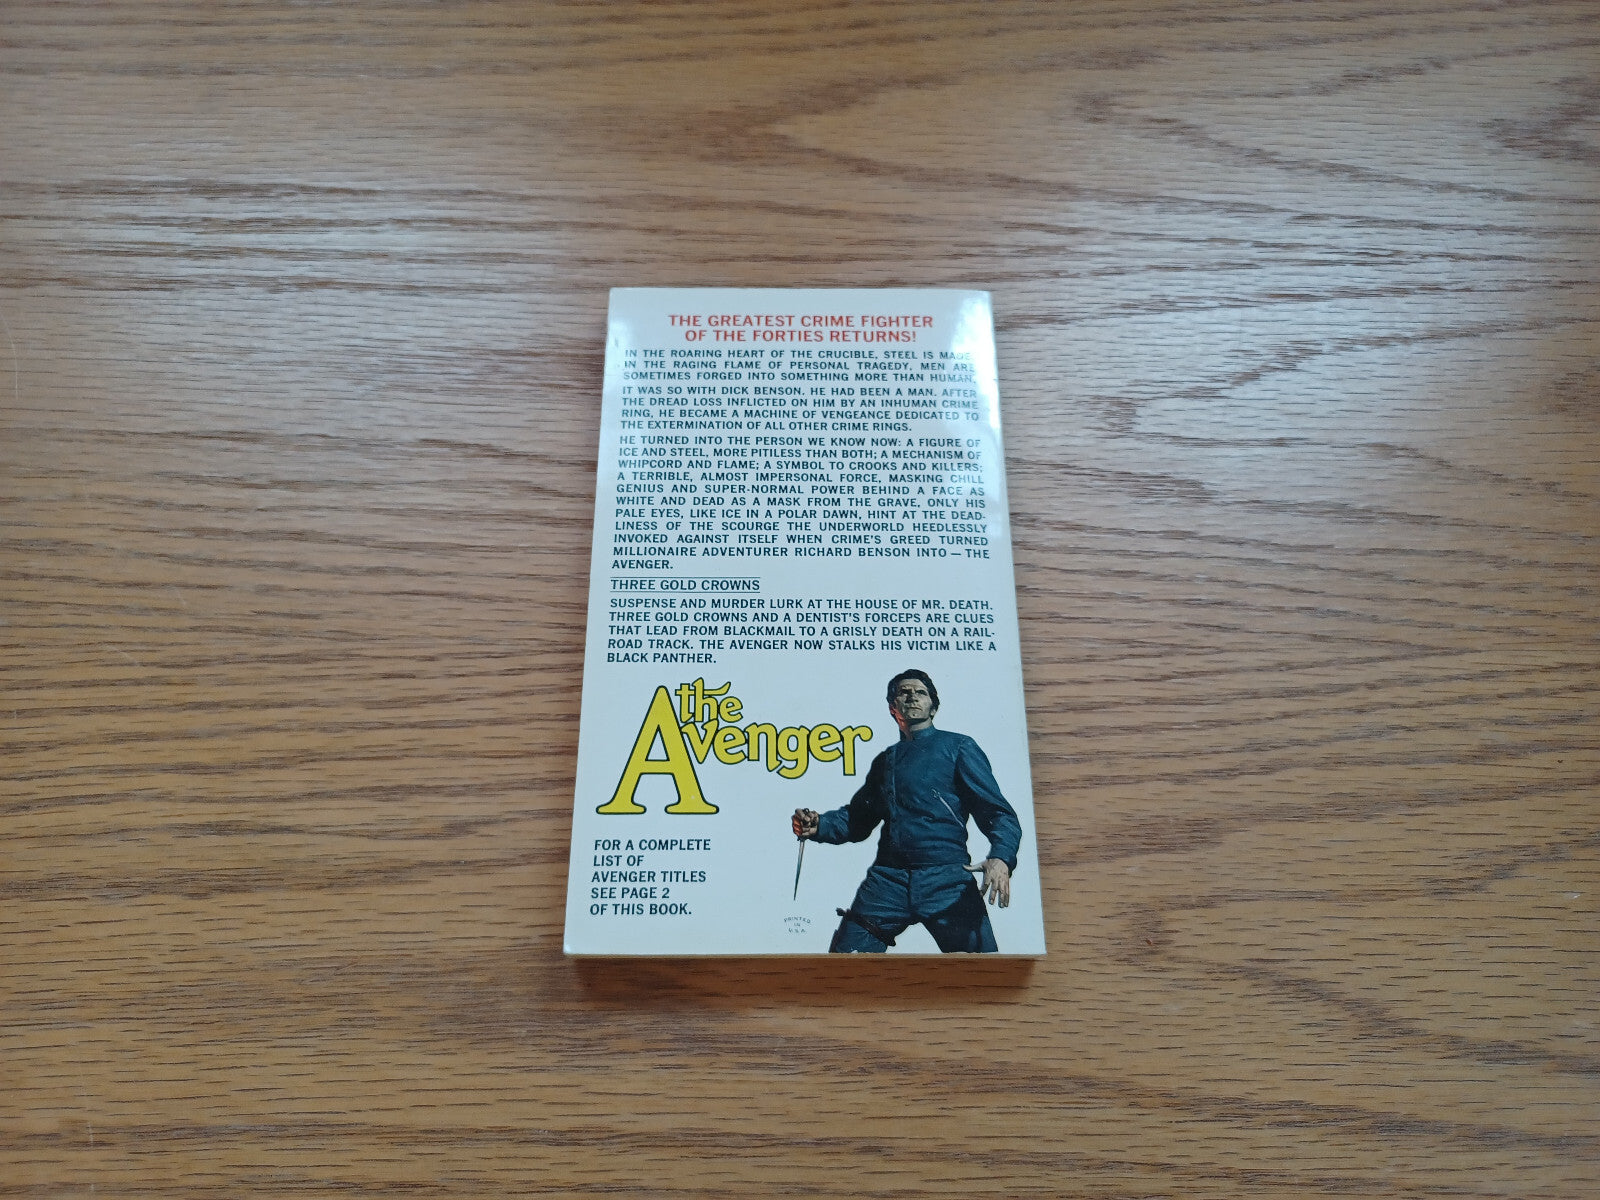 THE GREATEST CRIME FIGHTER
OF THE FORTIES RETURNS!
IN THE ROARING HEART OF THE CRUCIBLE, STEEL IS MADE
IN THE RAGING FLAME OF PERSONAL TRAGEDY, MEN ARE
SOMETIMES FORGED INTO SOMETHING MORE THAN HUMAN.
IT WAS SO WITH DICK BENSON. HE HAD BEEN A MAN. AFTER
THE DREAD LOSS INFLICTED ON HIM BY AN INHUMAN CRIME
RING, HE BECAME A MACHINE OF VENGEANCE DEDICATED TO
THE EXTERMINATION OF ALL OTHER CRIME RINGS.
HE TURNED INTO THE PERSON WE KNOW NOW: A FIGURE OF
ICE AND STEEL, MORE PITILESS THAN BOTH; A MECHANISM OF
WHIPCORD AND FLAME; A SYMBOL TO CROOKS AND KILLERS;
A TERRIBLE, ALMOST IMPERSONAL FORCE, MASKING CHILL
GENIUS AND SUPER-NORMAL POWER BEHIND A FACE AS
WHITE AND DEAD AS A MASK FROM THE GRAVE. ONLY HIS
PALE EYES, LIKE ICE IN A POLAR DAWN, HINT AT THE DEAD-
LINESS OF THE SCOURGE THE UNDERWORLD HEEDLESSLY
INVOKED AGAINST ITSELF WHEN CRIME'S GREED TURNED
MILLIONAIRE ADVENTURER RICHARD BENSON INTO — THE
AVENGER.
THREE GOLD CROWNS
SUSPENSE AND MURDER LURK AT THE HOUSE OF MR. DEATH.
THREE GOLD CROWNS AND A DENTIST'S FORCEPS ARE CLUES
THAT LEAD FROM BLACKMAIL TO A GRISLY DEATH ON A RAIL-
ROAD TRACK. THE AVENGER NOW STALKS HIS VICTIM LIKE A
BLACK PANTHER.
the
Avenger
FOR A COMPLETE
LIST OF
AVENGER TITLES
SEE PAGE 2
OF THIS BOOK.
PRINTED
IN
U.S.A.